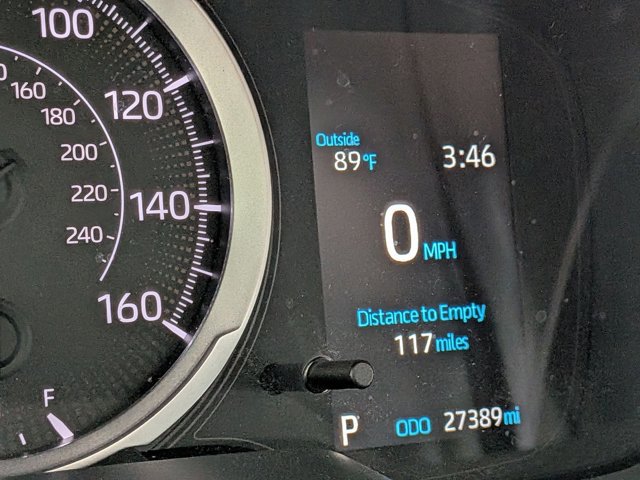 100
120
140
160
160
180
200
220
240
F
Outside
89°F
3:46
0 MPH
Distance to Empty
117 miles
P ODO 27389 mi